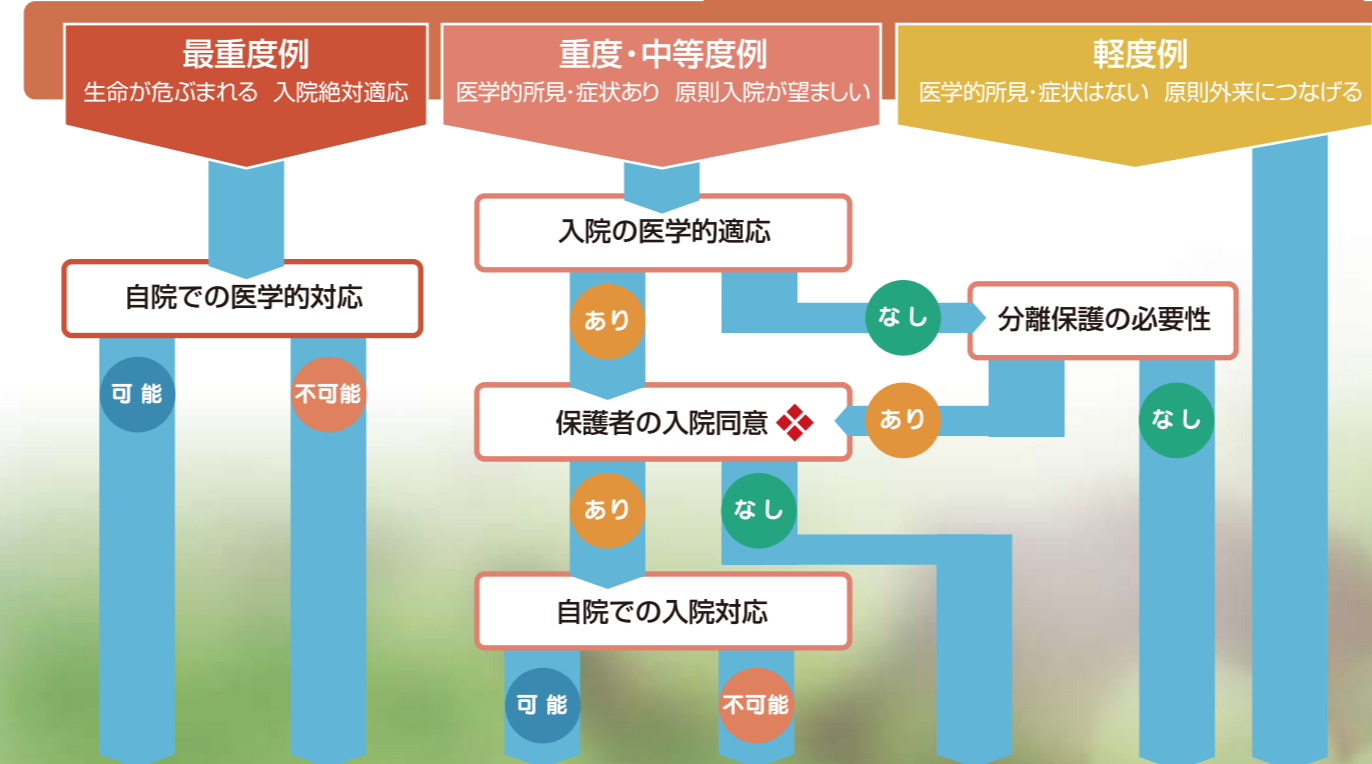 最重度例
生命が危ぶまれる 入院絶対適応
重度・中等度例
医学的所見・症状あり 原則入院が望ましい
軽度例
医学的所見・症状はない 原則外来につなげる
入院の医学的適応
自院での医学的対応
あり
なし
分離保護の必要性
可能
不可能
保護者の入院同意
あり
なし
あり
なし
自院での入院対応
可能
不可能